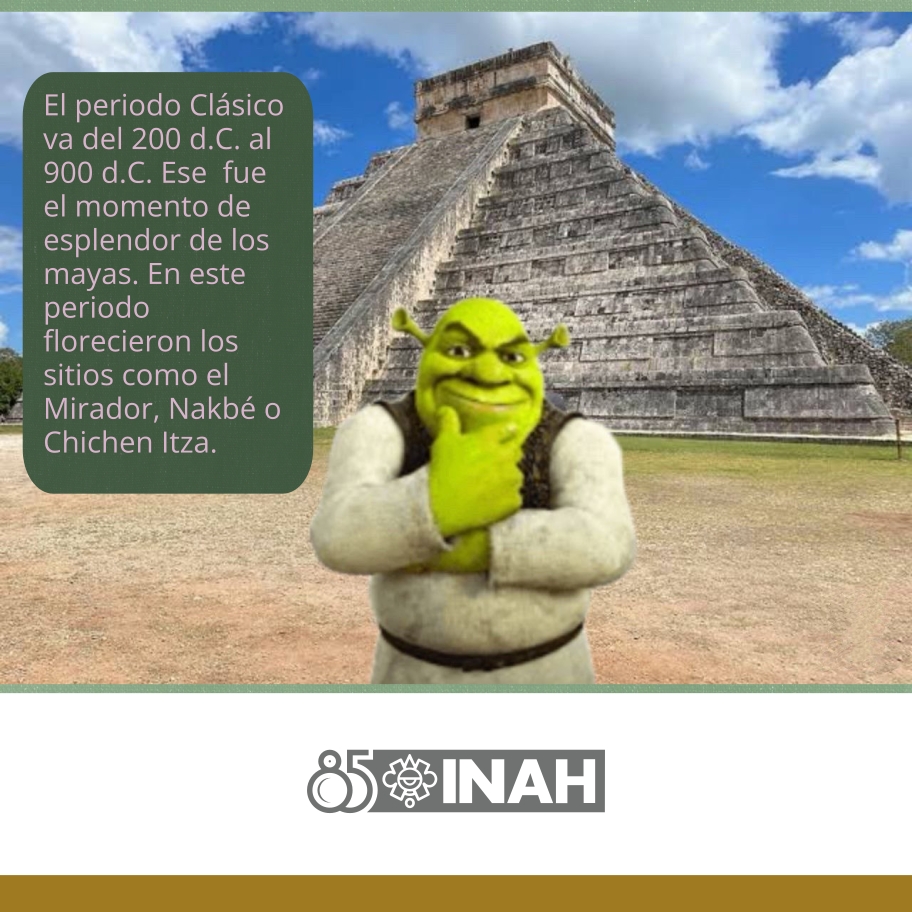 El periodo Clásico
va del 200 d.C. al
900 d.C. Ese  fue
el momento de
esplendor de los
mayas. En este
periodo
florecieron los
sitios como el
Mirador, Nakbé o
Chichen Itza.
85 INAH